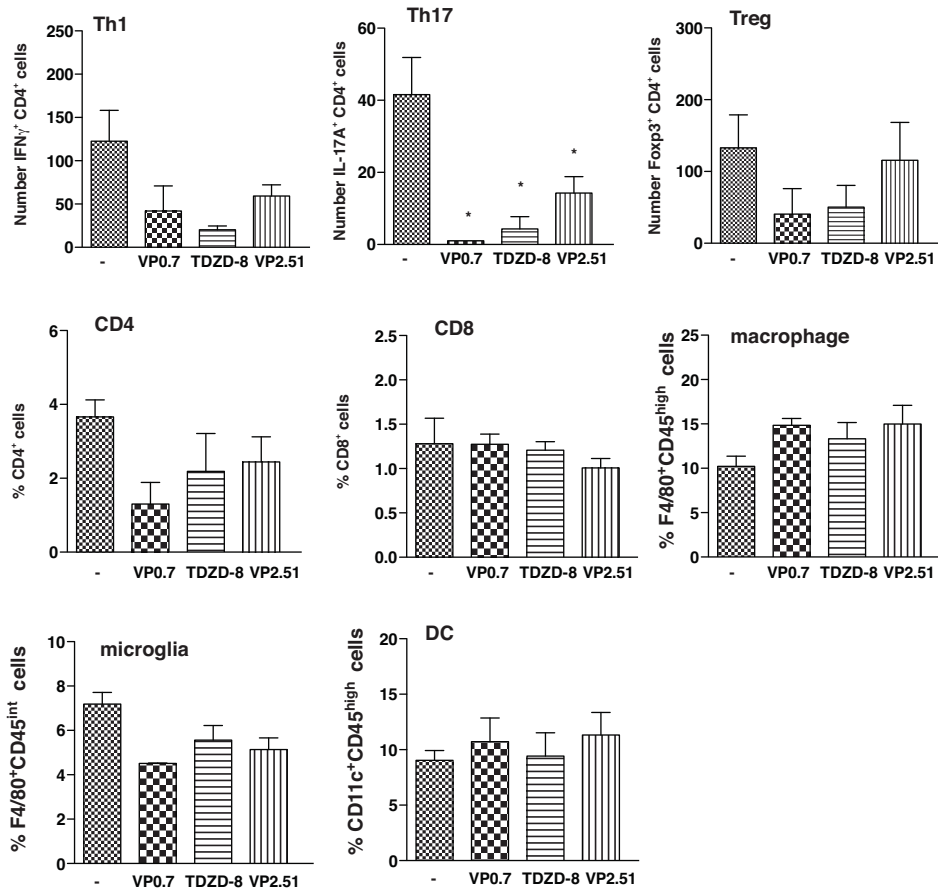 Th1
Number IFNγ⁺ CD4⁺ cells
250
200
150
100
50
0
- VP0.7 TDZD-8 VP2.51
Th17
Number IL-17A⁺ CD4⁺ cells
60
40
20
0
* * *
- VP0.7 TDZD-8 VP2.51
Treg
Number Foxp3⁺ CD4⁺ cells
300
200
100
0
- VP0.7 TDZD-8 VP2.51
CD4
% CD4⁺ cells
6
4
2
0
- VP0.7 TDZD-8 VP2.51
CD8
% CD8⁺ cells
2.5
2.0
1.5
1.0
0.5
0.0
- VP0.7 TDZD-8 VP2.51
macrophage
% F4/80⁺CD45ʰⁱᵍʰ cells
25
20
15
10
5
0
- VP0.7 TDZD-8 VP2.51
microglia
% F4/80⁺CD45ⁱⁿᵗ cells
10
8
6
4
2
0
- VP0.7 TDZD-8 VP2.51
DC
% CD11c⁺CD45ʰⁱᵍʰ cells
20
15
10
5
0
- VP0.7 TDZD-8 VP2.51